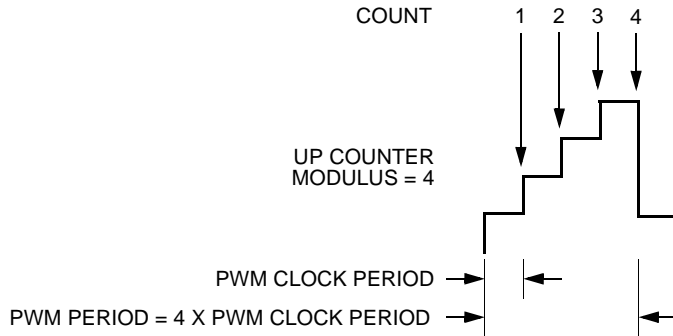 COUNT 1 2 3 4
UP COUNTER
MODULUS = 4
PWM CLOCK PERIOD
PWM PERIOD = 4 X PWM CLOCK PERIOD